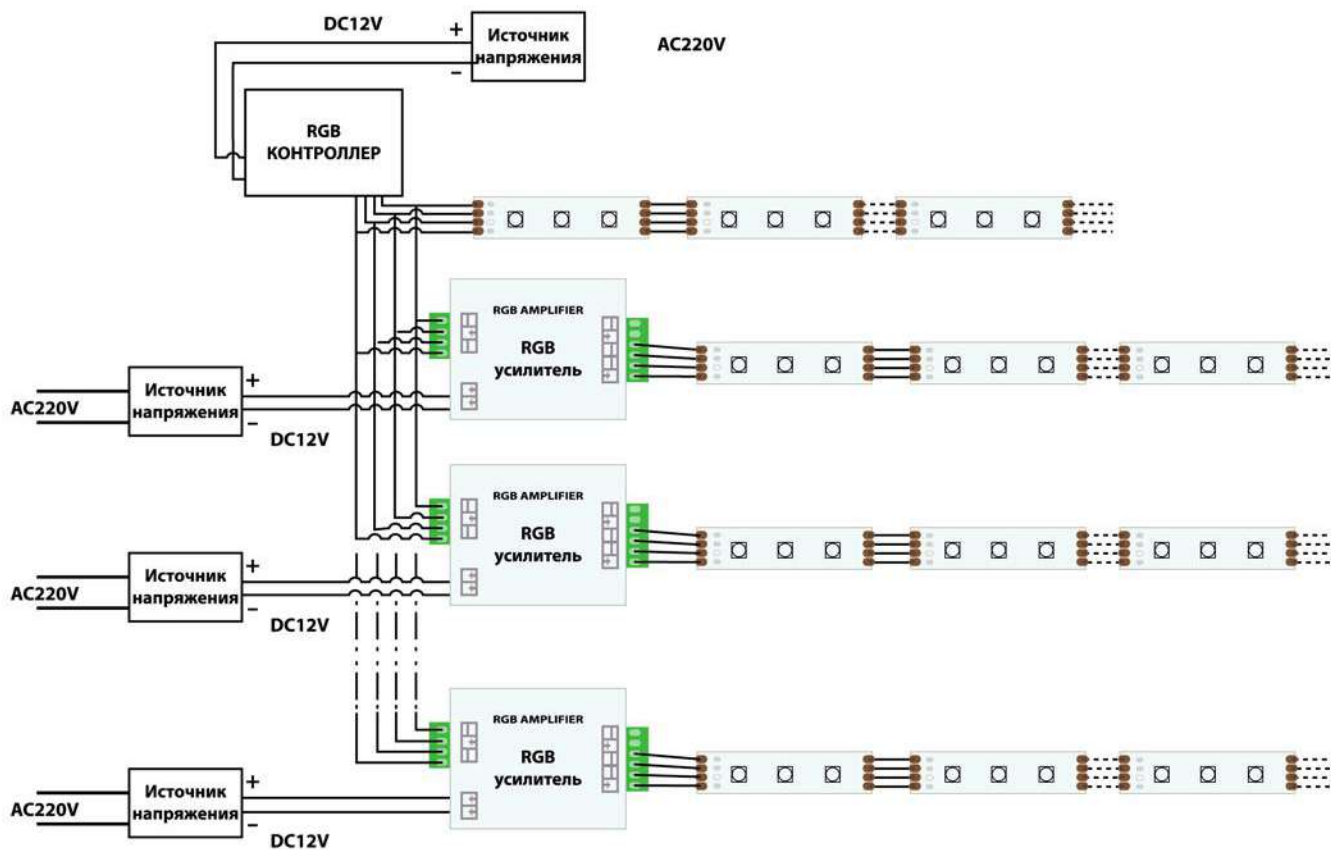 DC12V
+
Источник
напряжения
–
AC220V
RGB
КОНТРОЛЛЕР
RGB AMPLIFIER
RGB
усилитель
Источник
напряжения
+
–
AC220V
DC12V
RGB AMPLIFIER
RGB
усилитель
Источник
напряжения
+
–
AC220V
DC12V
RGB AMPLIFIER
RGB
усилитель
Источник
напряжения
+
–
AC220V
DC12V